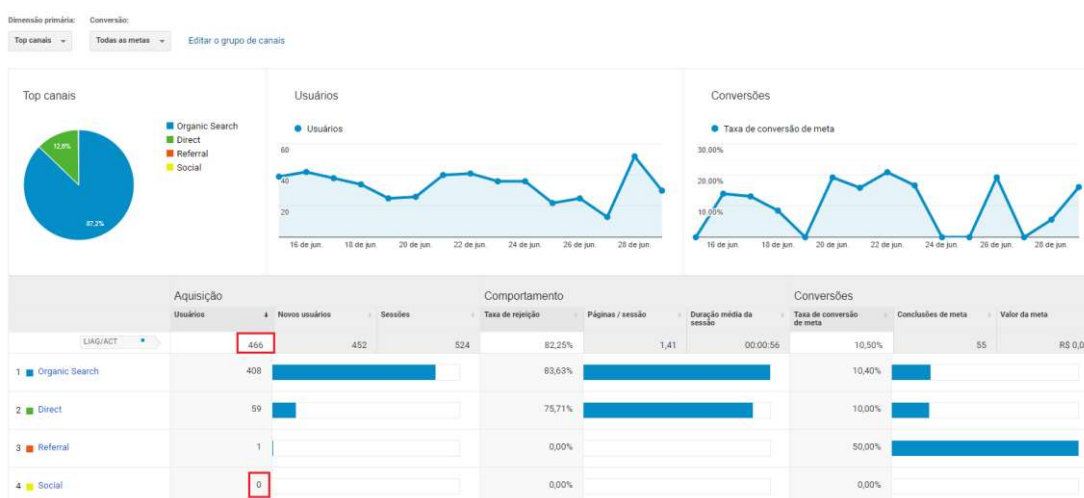 Dimensão primária: Conversão:
Top canais Todas as metas Editar o grupo de canais
Top canais
Organic Search
Direct
Referral
Social
12,6%
87,2%
Usuários
Usuários
60
40
20
16 de jun. 18 de jun. 20 de jun. 22 de jun. 24 de jun. 26 de jun. 28 de jun.
Conversões
Taxa de conversão de meta
30,00%
20,00%
10,00%
16 de jun. 18 de jun. 20 de jun. 22 de jun. 24 de jun. 26 de jun. 28 de jun.
Aquisição Comportamento Conversões
Usuários Novos usuários Sessões Taxa de rejeição Páginas / sessão Duração média da sessão Taxa de conversão de meta Conclusões de meta Valor da meta
LIAG/ACT 466 452 524 82,25% 1,41 00:00:56 10,50% 55 R$ 0,0
1 Organic Search 408 83,63% 10,40%
2 Direct 59 75,71% 10,00%
3 Referral 1 0,00% 50,00%
4 Social 0 0,00% 0,00%